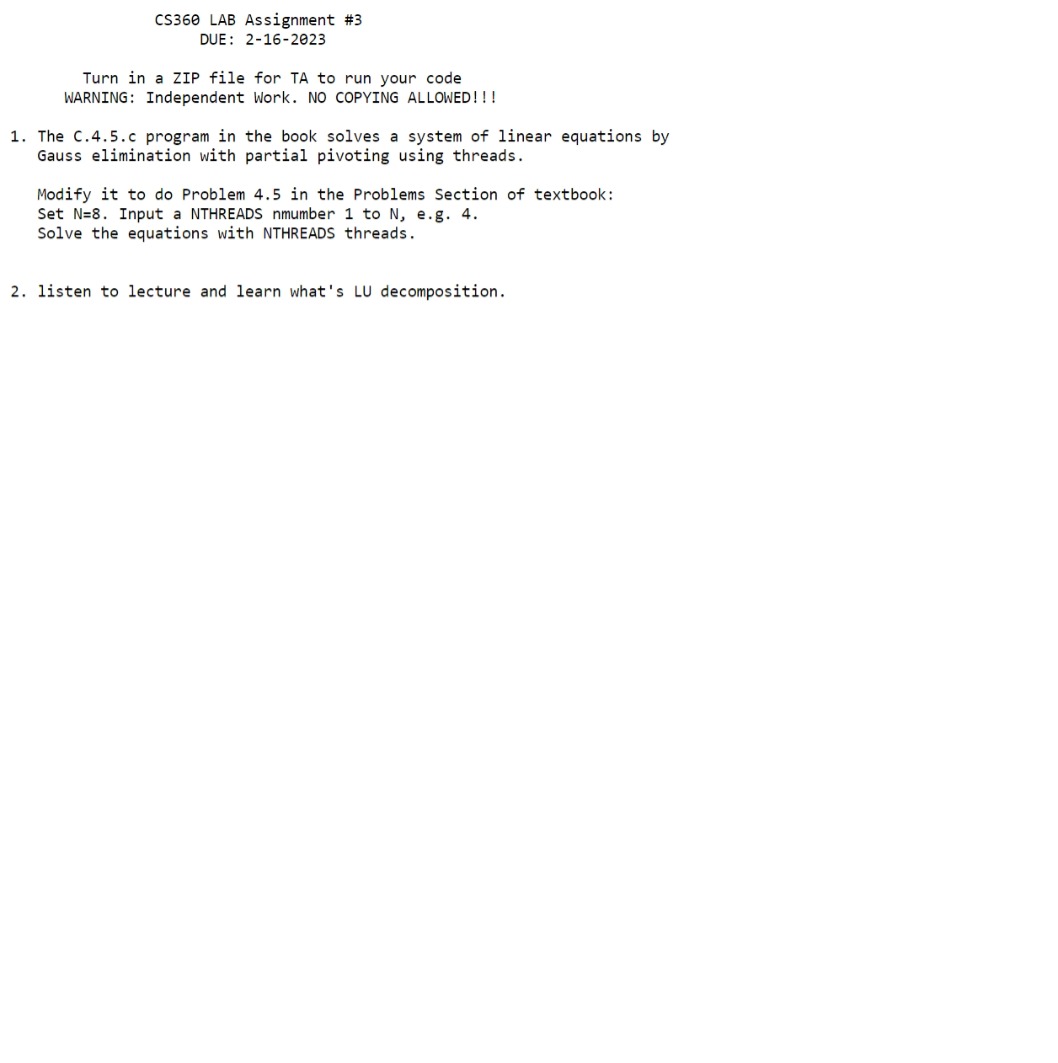 CS360 LAB Assignment #3
DUE: 2-16-2023
Turn in a ZIP file for TA to run your code
WARNING: Independent Work. NO COPYING ALLOWED!!!
1. The C.4.5.c program in the book solves a system of linear equations by
Gauss elimination with partial pivoting using threads.
Modify it to do Problem 4.5 in the Problems Section of textbook:
Set N=8. Input a NTHREADS nmumber 1 to N, e.g. 4.
Solve the equations with NTHREADS threads.
2. listen to lecture and learn what's LU decomposition.